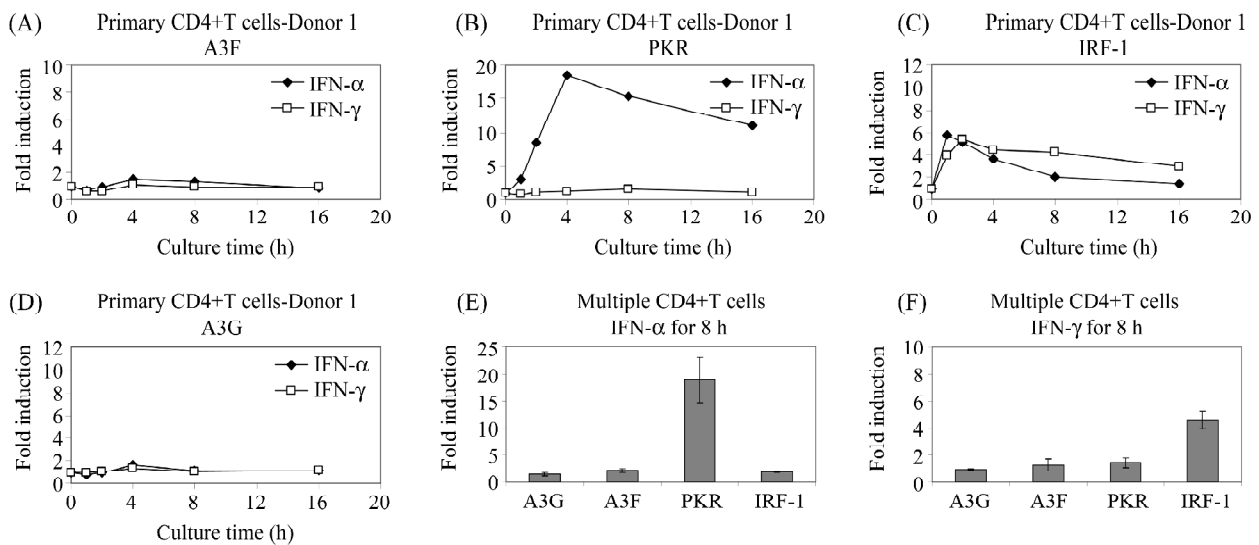 (A) Primary CD4+T cells-Donor 1
A3F
10
8
6
4
2
0
0 4 8 12 16 20
Fold induction
Culture time (h)
IFN-α
IFN-γ
(B) Primary CD4+T cells-Donor 1
PKR
20
15
10
5
0
0 4 8 12 16 20
Fold induction
Culture time (h)
IFN-α
IFN-γ
(C) Primary CD4+T cells-Donor 1
IRF-1
12
10
8
6
4
2
0
0 4 8 12 16 20
Fold induction
Culture time (h)
IFN-α
IFN-γ
(D) Primary CD4+T cells-Donor 1
A3G
12
10
8
6
4
2
0
0 4 8 12 16 20
Fold induction
Culture time (h)
IFN-α
IFN-γ
(E) Multiple CD4+T cells
IFN-α for 8 h
25
20
15
10
5
0
Fold induction
A3G A3F PKR IRF-1
(F) Multiple CD4+T cells
IFN-γ for 8 h
10
8
6
4
2
0
Fold induction
A3G A3F PKR IRF-1